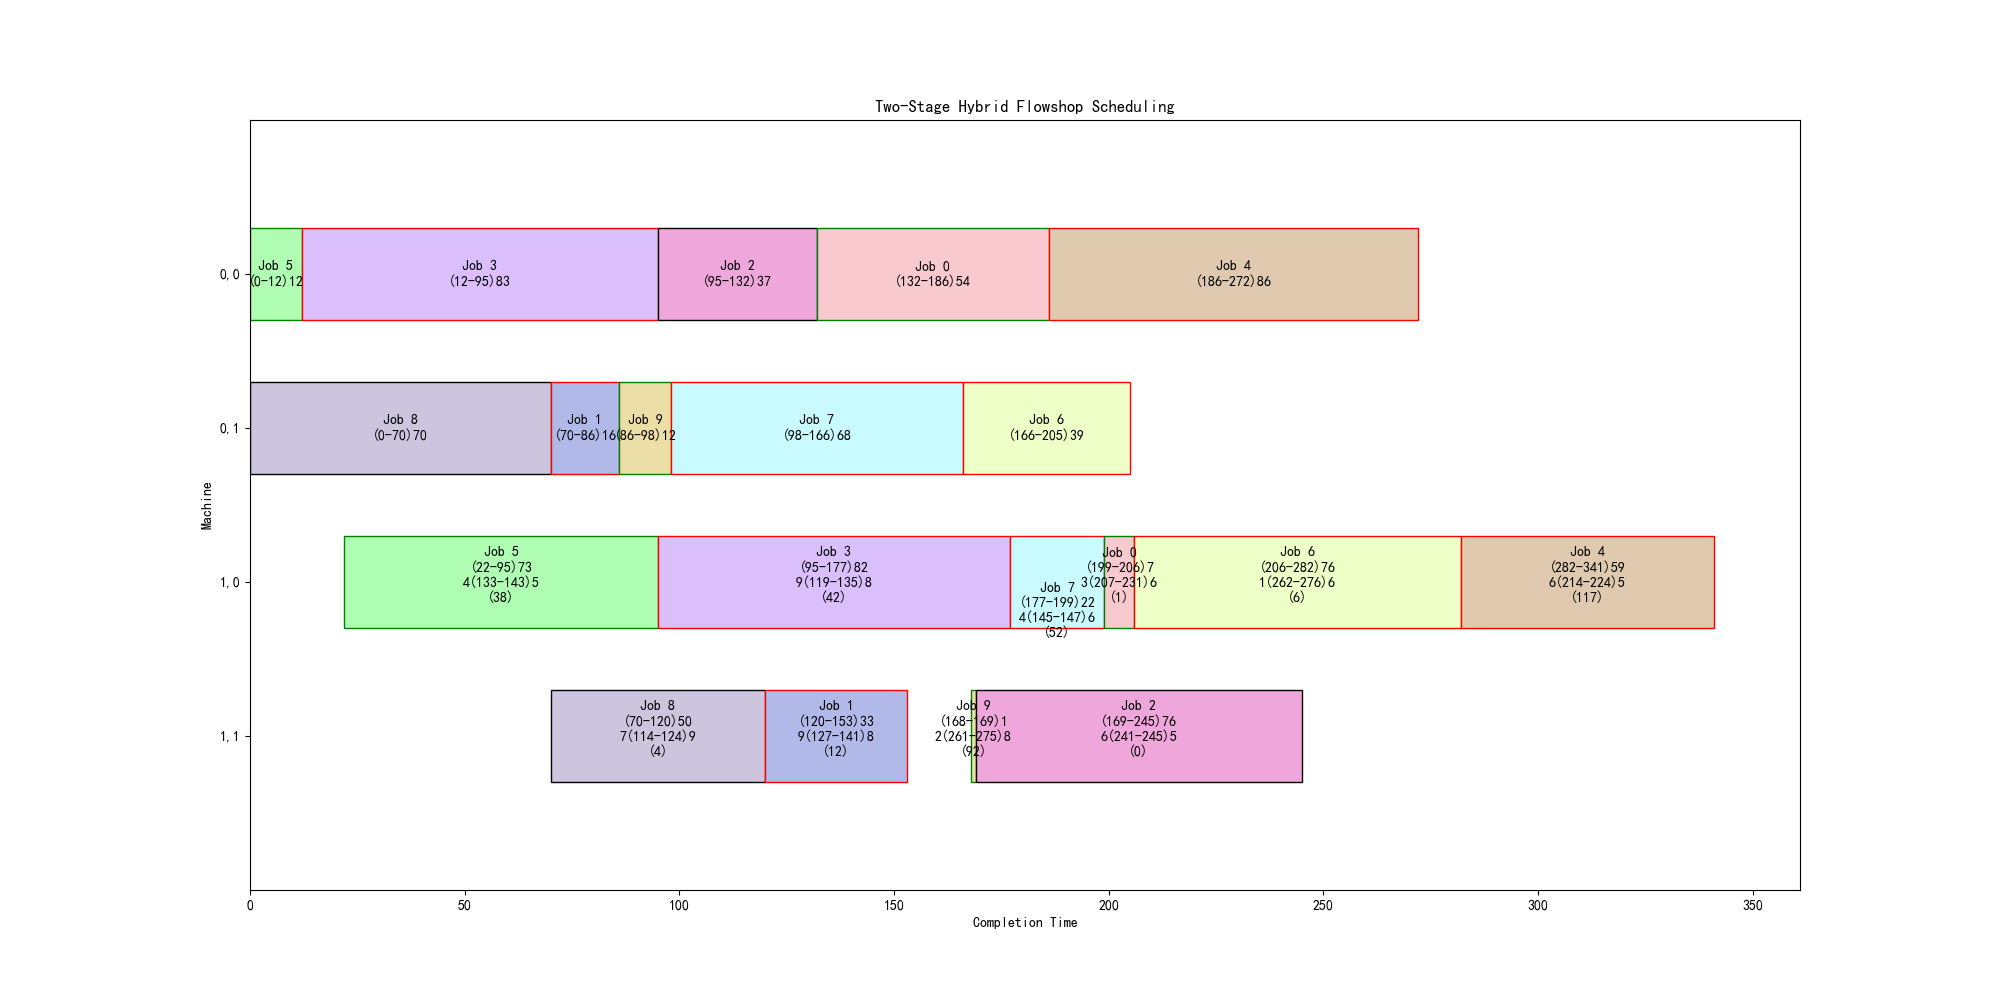 Two-Stage Hybrid Flowshop Scheduling
0,0
Job 5
(0-12)12
Job 3
(12-95)83
Job 2
(95-132)37
Job 0
(132-186)54
Job 4
(186-272)86
0,1
Job 8
(0-70)70
Job 1
(70-86)16
Job 9
(86-98)12
Job 7
(98-166)68
Job 6
(166-205)39
Machine
1,0
Job 5
(22-95)73
4(133-143)5
(38)
Job 3
(95-177)82
9(119-135)8
(42)
Job 7
(177-199)22
4(145-147)6
(52)
Job 0
(199-206)7
3(207-231)6
(1)
Job 6
(206-282)76
1(262-276)6
(6)
Job 4
(282-341)59
6(214-224)5
(117)
1,1
Job 8
(70-120)50
7(114-124)9
(4)
Job 1
(120-153)33
9(127-141)8
(12)
Job 9
(168-169)1
2(261-275)8
(92)
Job 2
(169-245)76
6(241-245)5
(0)
0 50 100 150 200 250 300 350
Completion Time